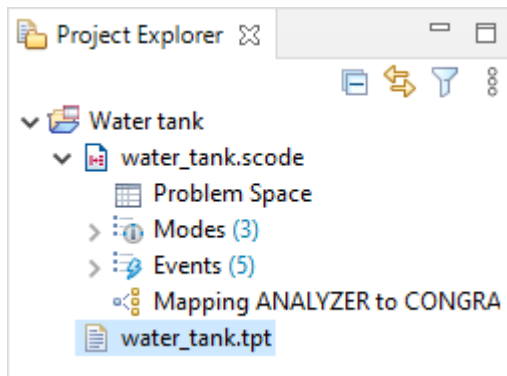 Project Explorer
Water tank
water_tank.scode
Problem Space
Modes (3)
Events (5)
Mapping ANALYZER to CONGRA
water_tank.tpt